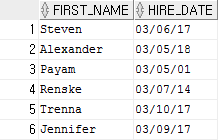 FIRST_NAME HIRE_DATE
1 Steven 03/06/17
2 Alexander 03/05/18
3 Payam 03/05/01
4 Renske 03/07/14
5 Trenna 03/10/17
6 Jennifer 03/09/17